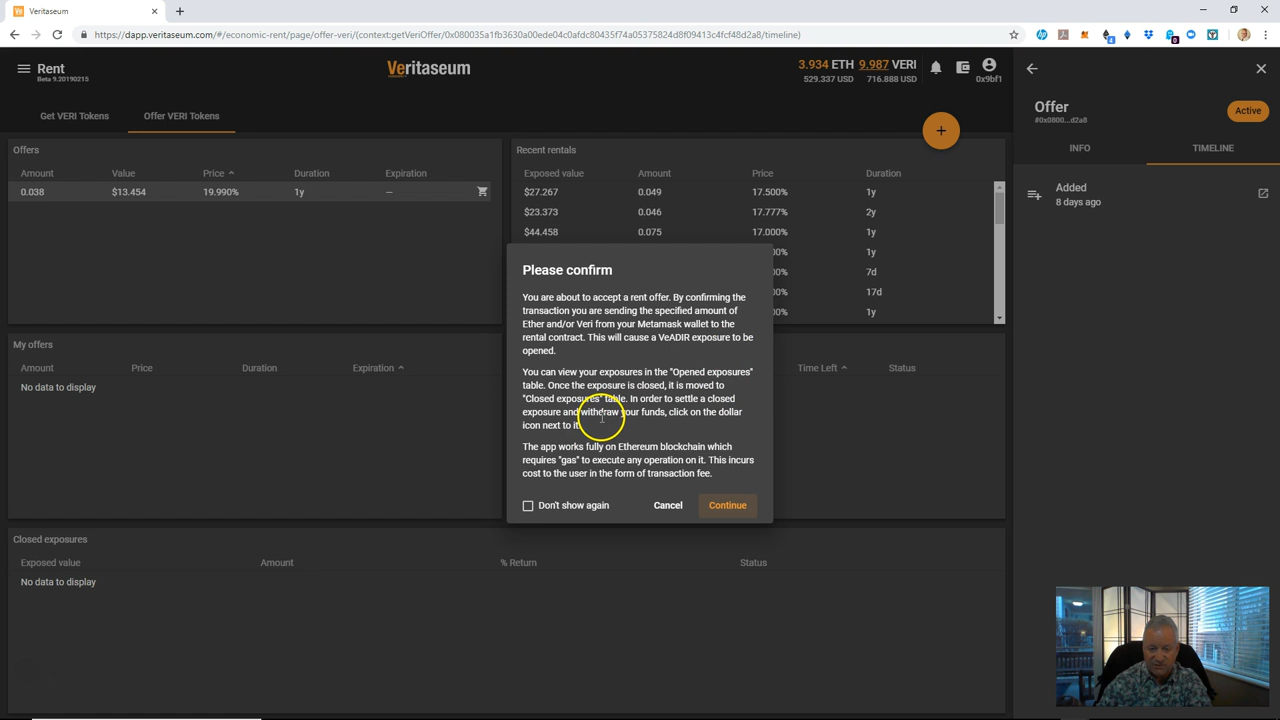 Veritaseum
https://dapp.veritaseum.com/#/economic-rent/page/offer-veri/(context:getVeriOffer/0x080035a1fb3630a00ede04c0afdc80435f74a05375824d8f09413c4fcf48d2a8/timeline)
Rent
Beta 9.20190215
Veritaseum
3.934 ETH 9.987 VERI
529.337 USD 716.888 USD
0x9bf1
Get VERI Tokens Offer VERI Tokens
+
Offers
Amount Value Price Duration Expiration
0.038 $13.454 19.990% 1y –
Recent rentals
Exposed value Amount Price Duration
$27.267 0.049 17.500% 1y
$23.373 0.046 17.777% 2y
$44.458 0.075 17.000% 1y
00% 1y
00% 7d
00% 17d
00% 1y
My offers
Amount Price Duration Expiration
No data to display
Time Left Status
Closed exposures
Exposed value Amount % Return Status
No data to display
Please confirm
You are about to accept a rent offer. By confirming the
transaction you are sending the specified amount of
Ether and/or Veri from your Metamask wallet to the
rental contract. This will cause a VeADIR exposure to be
opened.
You can view your exposures in the "Opened exposures"
table. Once the exposure is closed, it is moved to
"Closed exposures" table. In order to settle a closed
exposure and withdraw your funds, click on the dollar
icon next to it.
The app works fully on Ethereum blockchain which
requires "gas" to execute any operation on it. This incurs
cost to the user in the form of transaction fee.
Don't show again Cancel Continue
Offer
#0x0800...d2a8
Active
INFO TIMELINE
Added
8 days ago